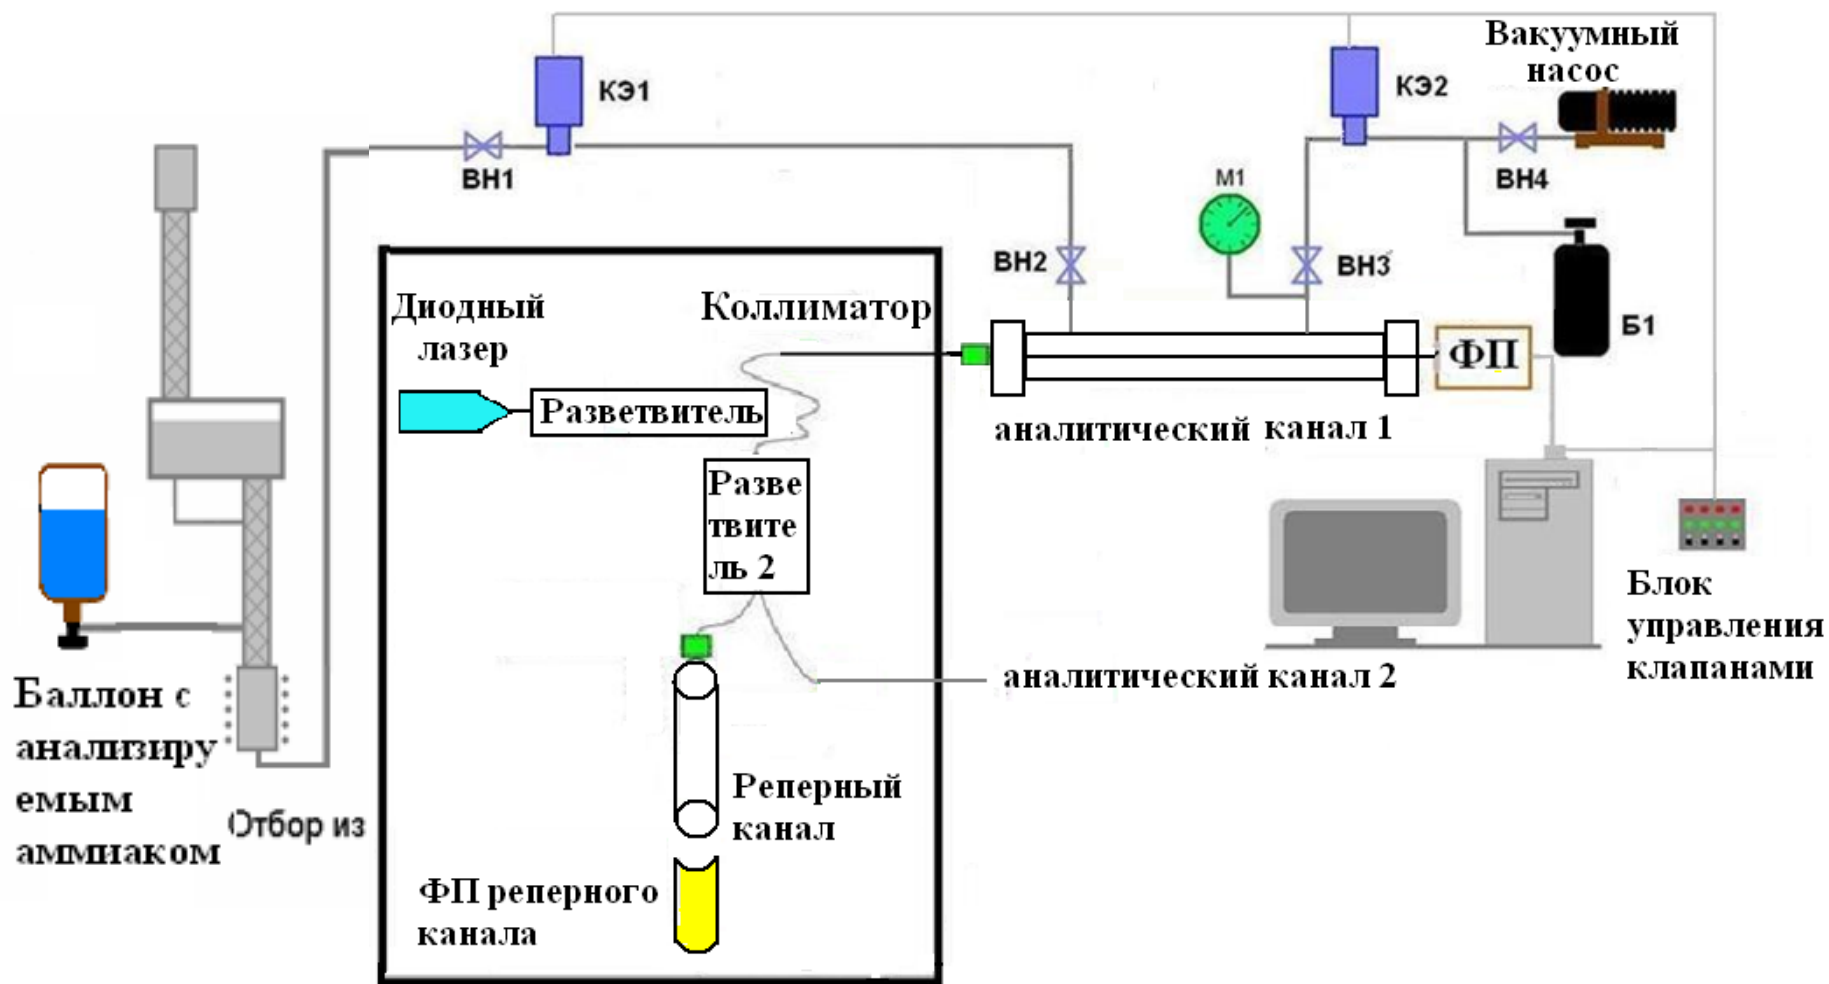 Вакуумный
насос
КЭ1
КЭ2
ВН1
ВН4
М1
ВН2
ВН3
Б1
Диодный
лазер
Коллиматор
ФП
Разветвитель
аналитический канал 1
Разве
твите
ль 2
Блок
управления
клапанами
аналитический канал 2
Баллон с
анализиру
емым
аммиаком
Отбор из
Реперный
канал
ФП реперного
канала